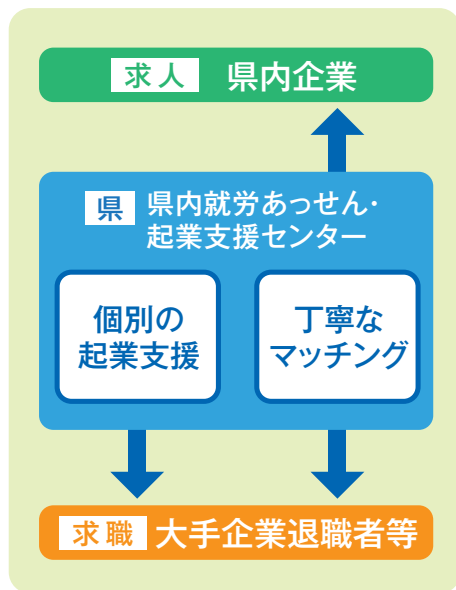 求人 県内企業
県 県内就労あっせん・
起業支援センター
個別の
起業支援
丁寧な
マッチング
求職 大手企業退職者等